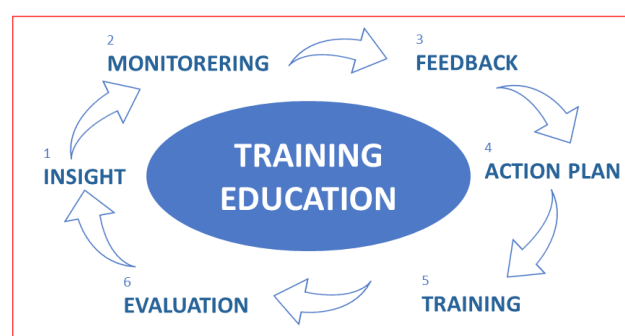 2
MONITORERING
3
FEEDBACK
1
INSIGHT
TRAINING
EDUCATION
4
ACTION PLAN
6
EVALUATION
5
TRAINING